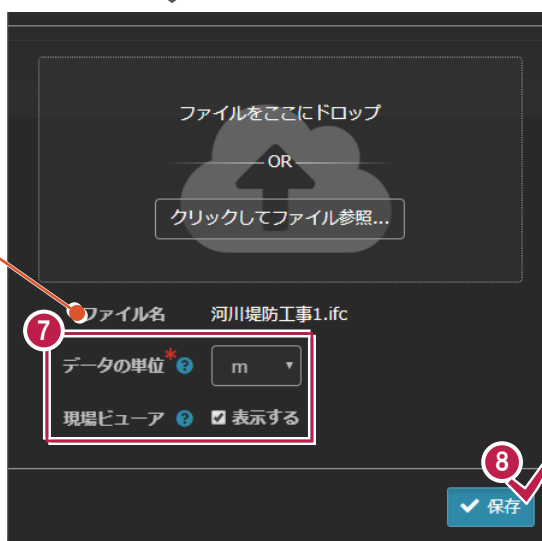 ファイルをここにドロップ
OR
クリックしてファイル参照...
ファイル名 河川堤防工事1.ifc
7
データの単位* ? m ▼
現場ビューア ? ☑ 表示する
8
✔ 保存